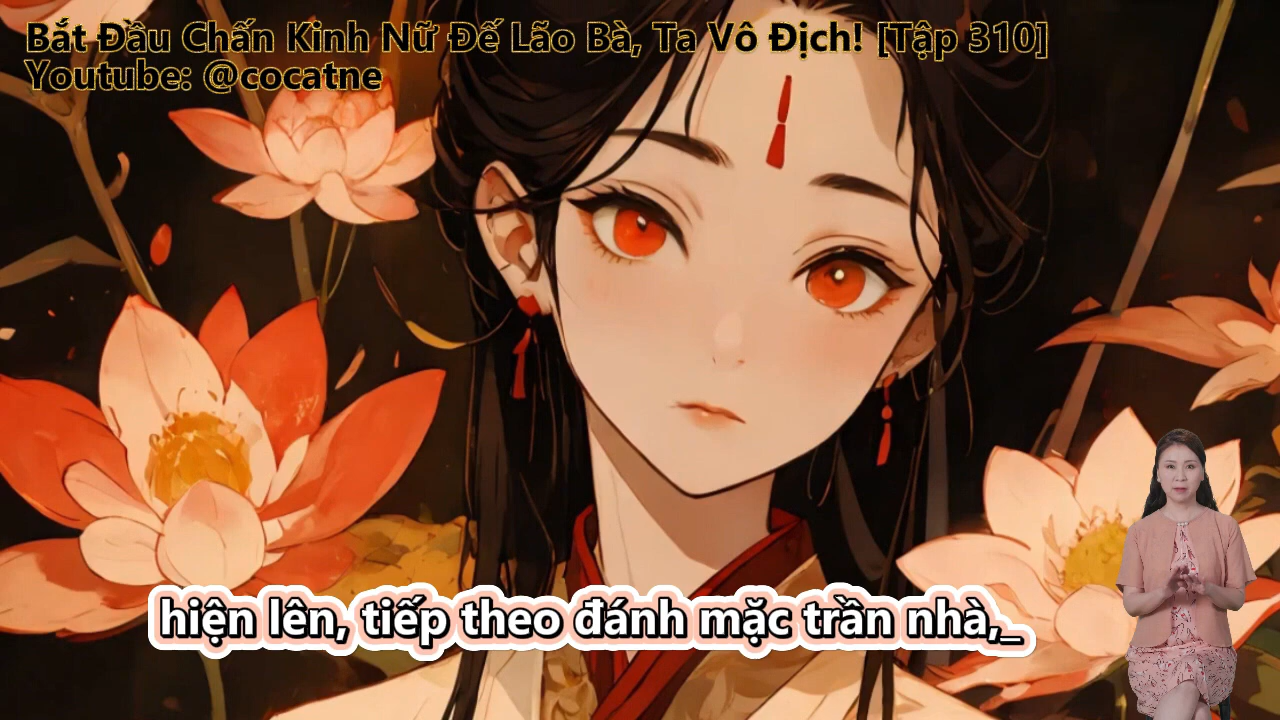 Bắt Đầu Chấn Kinh Nữ Đế Lão Bà, Ta Vô Địch! [Tập 310]
Youtube: @cocatne
hiện lên, tiếp theo đánh mặc trần nhà,_